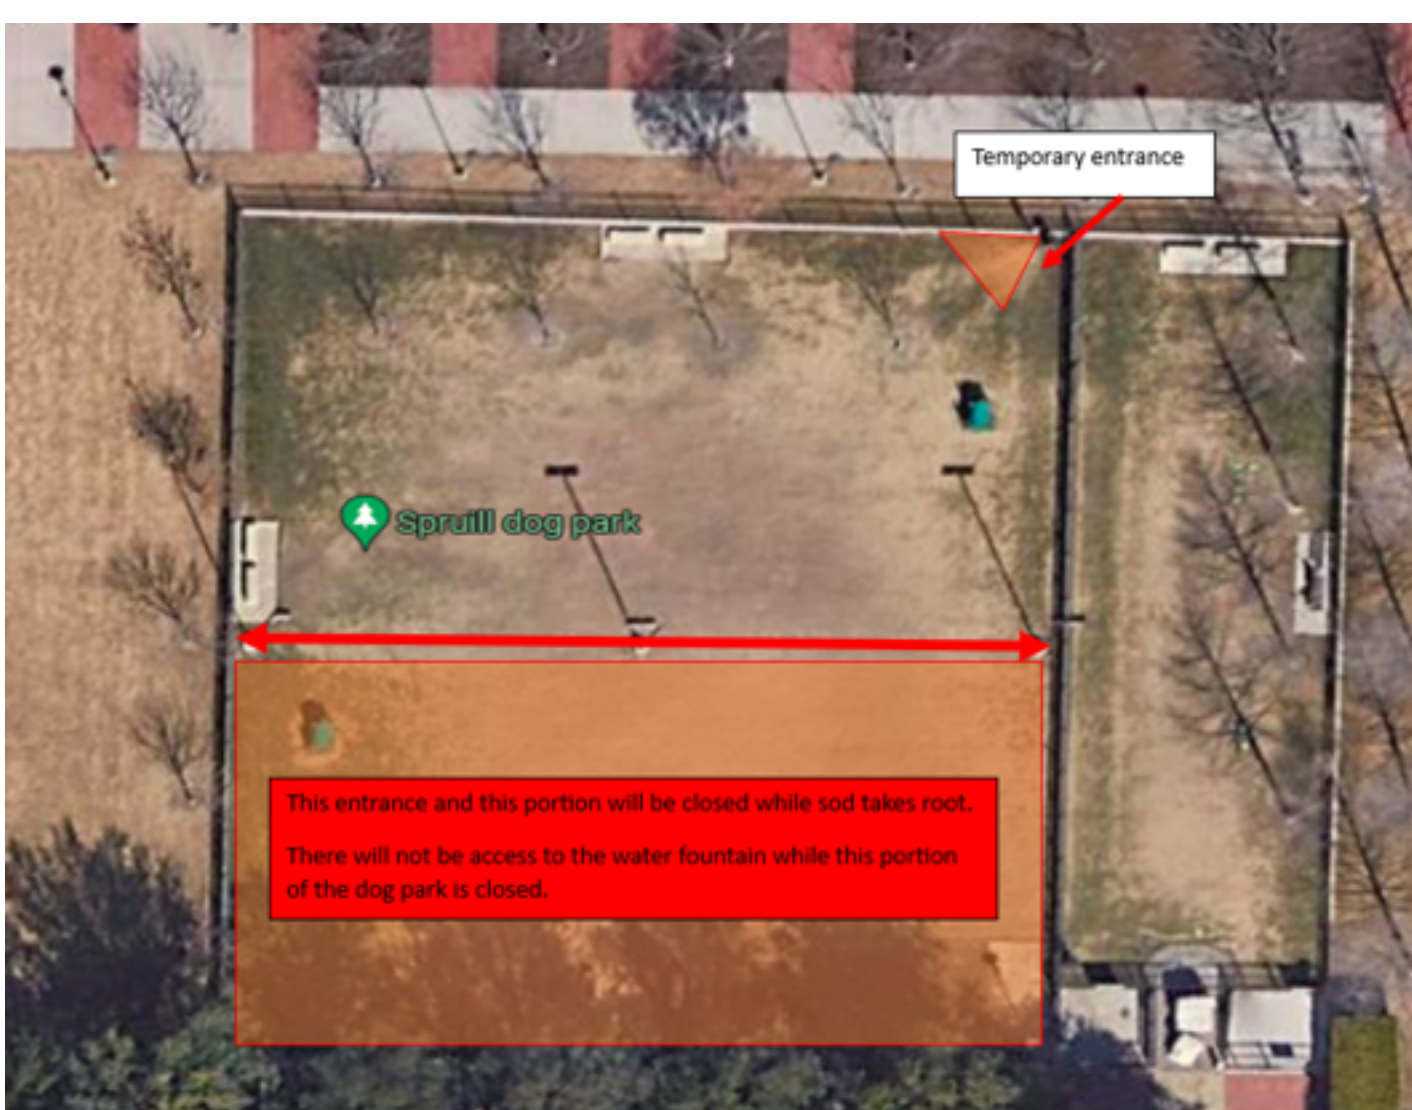 Temporary entrance
Spruill dog park
This entrance and this portion will be closed while sod takes root.
There will not be access to the water fountain while this portion
of the dog park is closed.